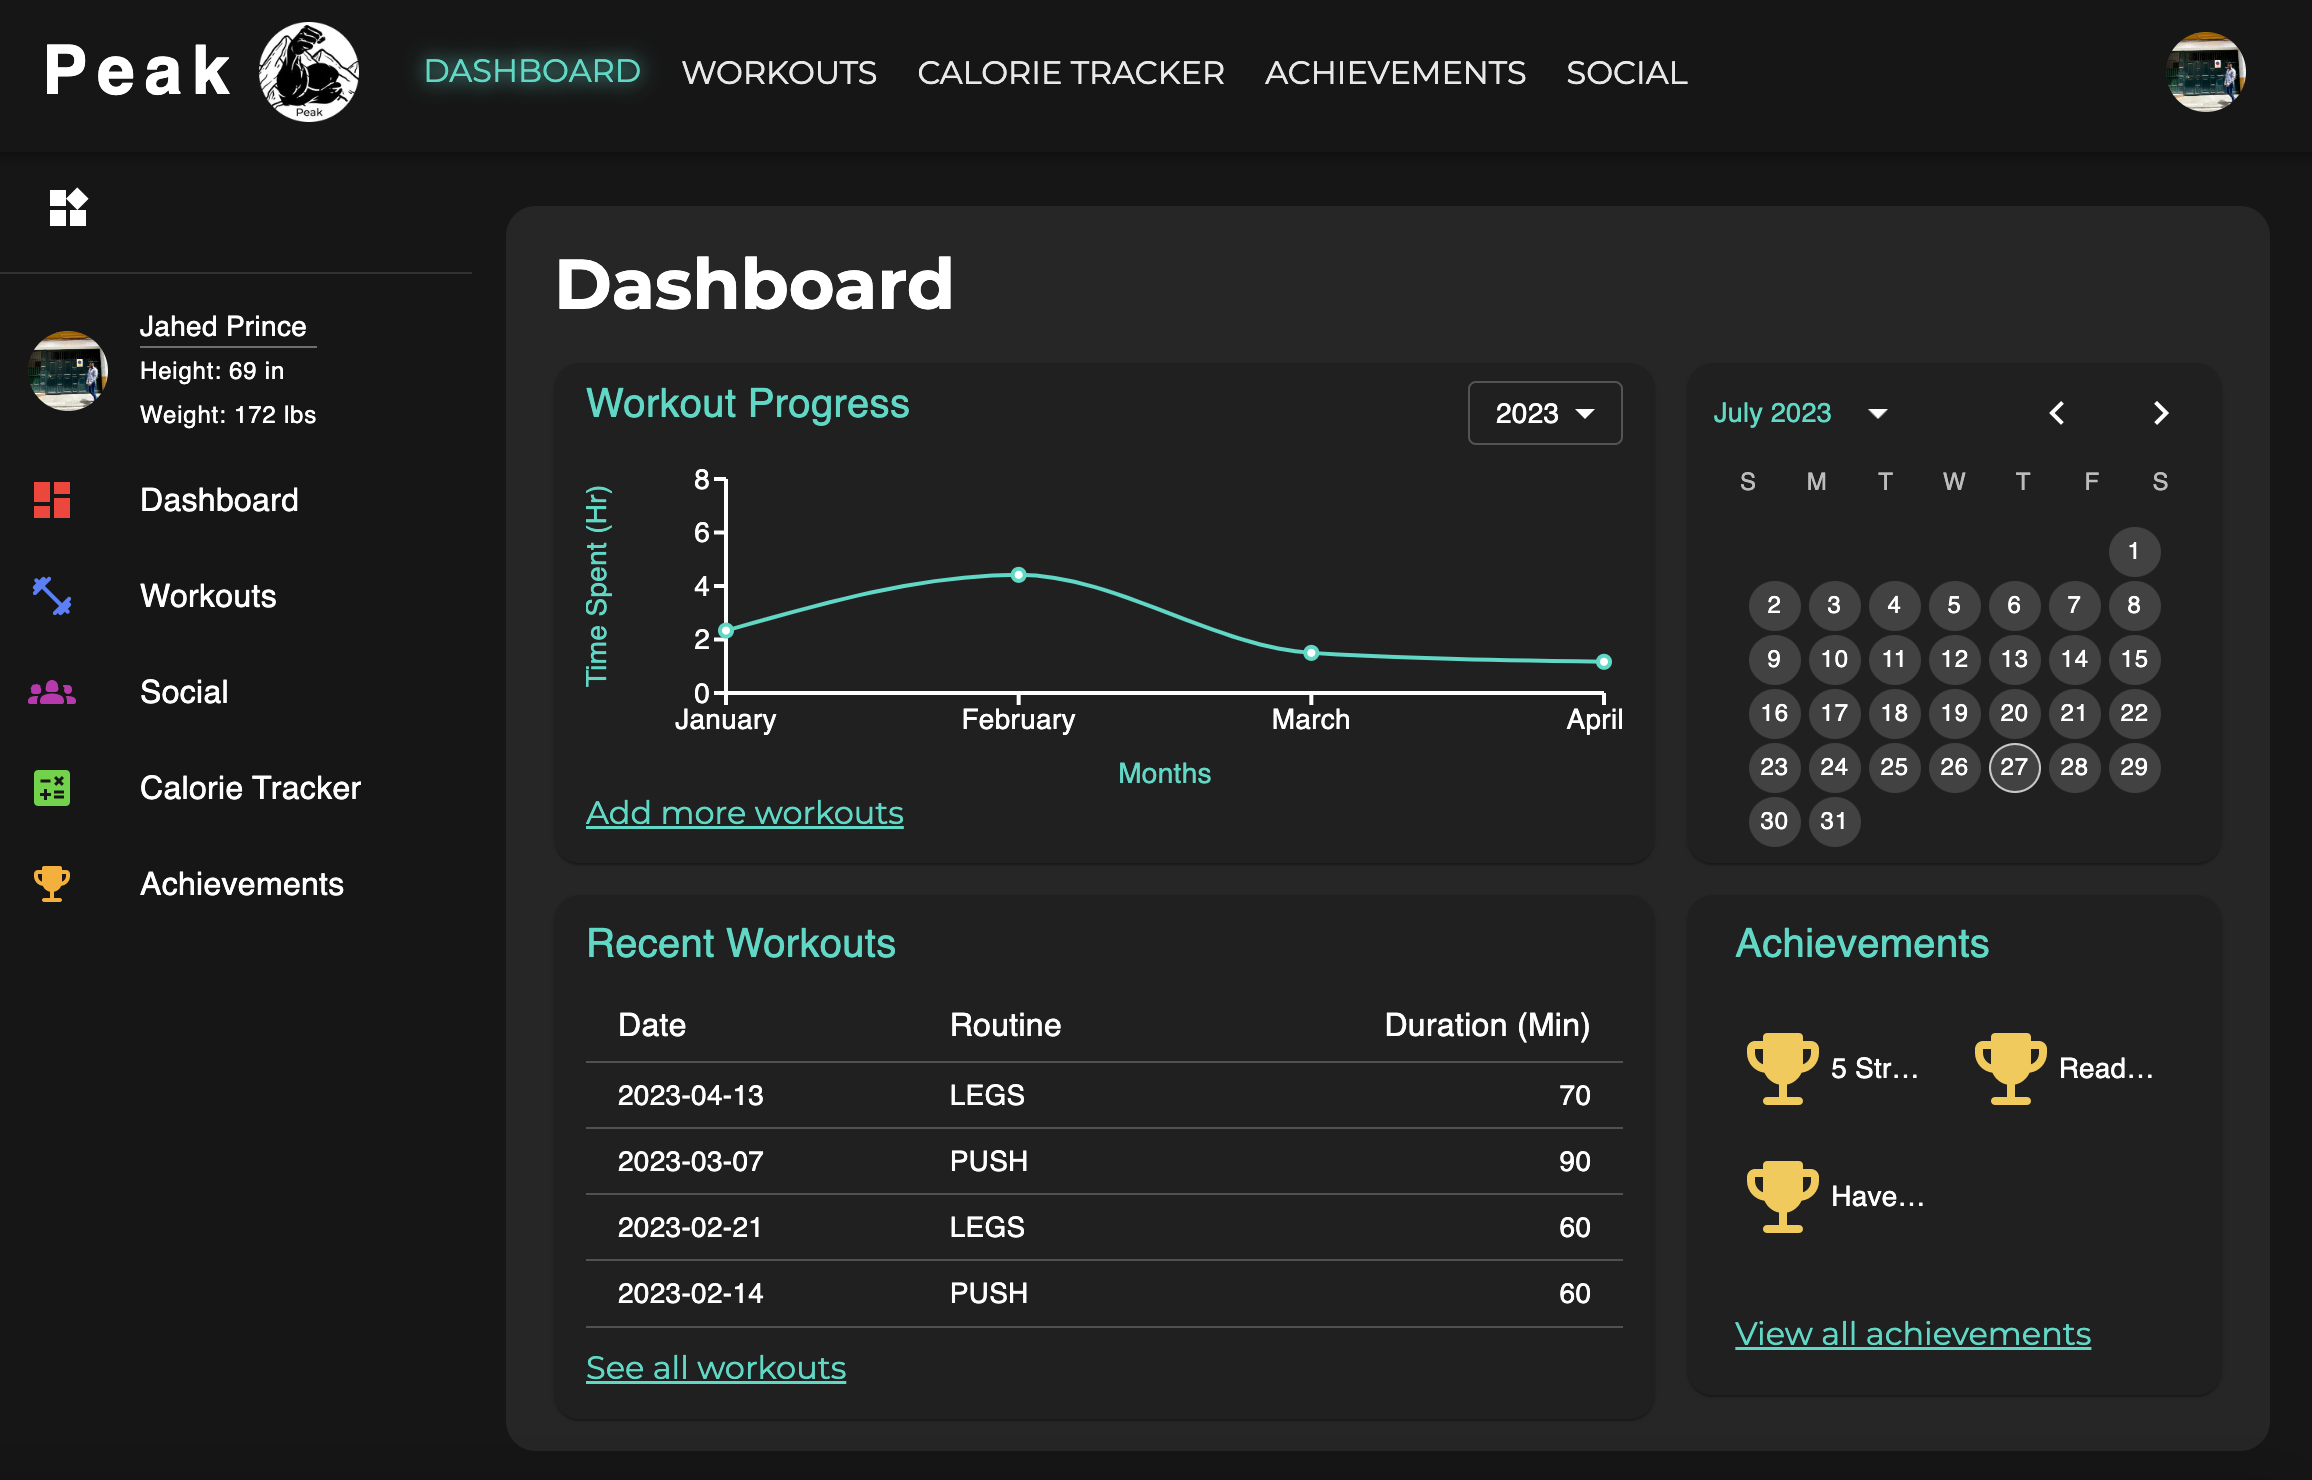 Peak
Peak
DASHBOARD WORKOUTS CALORIE TRACKER ACHIEVEMENTS SOCIAL
Jahed Prince
Height: 69 in
Weight: 172 lbs
Dashboard
Workouts
Social
Calorie Tracker
Achievements
Dashboard
Workout Progress
2023
Time Spent (Hr)
8
6
4
2
0
January February March April
Months
Add more workouts
July 2023
S M T W T F S
1
2 3 4 5 6 7 8
9 10 11 12 13 14 15
16 17 18 19 20 21 22
23 24 25 26 27 28 29
30 31
Recent Workouts
Date Routine Duration (Min)
2023-04-13 LEGS 70
2023-03-07 PUSH 90
2023-02-21 LEGS 60
2023-02-14 PUSH 60
See all workouts
Achievements
5 Str... Read...
Have...
View all achievements